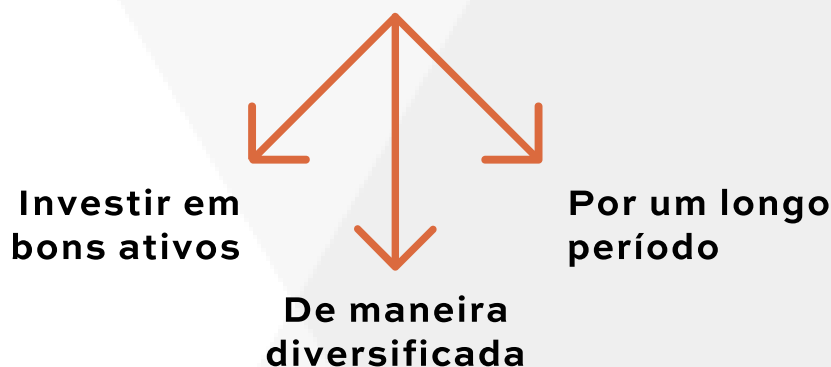 Investir em
bons ativos
De maneira
diversificada
Por um longo
período